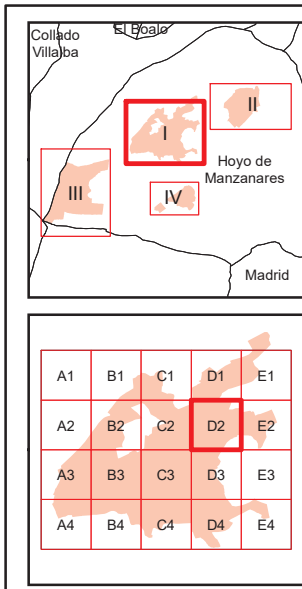 Collado
Villalba
El Boalo
I
II
Hoyo de
Manzanares
III
IV
Madrid
A1 B1 C1 D1 E1
A2 B2 C2 D2 E2
A3 B3 C3 D3 E3
A4 B4 C4 D4 E4